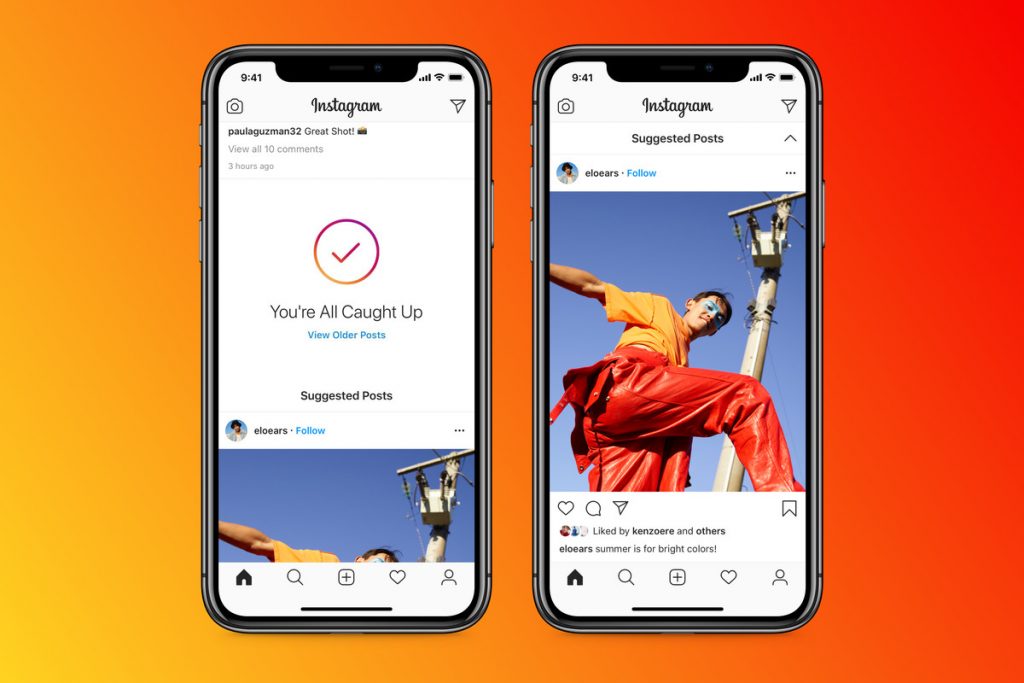 9:41
Instagram
paulaguzman32 Great Shot! 📸
View all 10 comments
3 hours ago
You're All Caught Up
View Older Posts
Suggested Posts
eloears · Follow
9:41
Instagram
Suggested Posts
eloears · Follow
Liked by kenzoere and others
eloears summer is for bright colors!